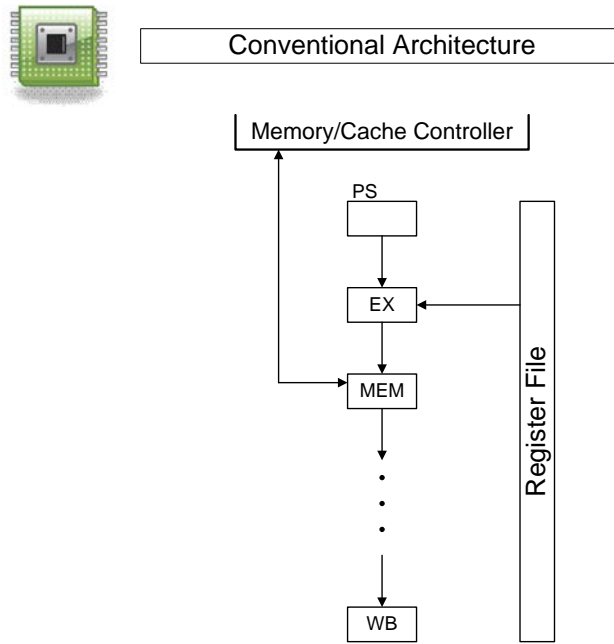 Conventional Architecture
Memory/Cache Controller
PS
EX
MEM
Register File
WB